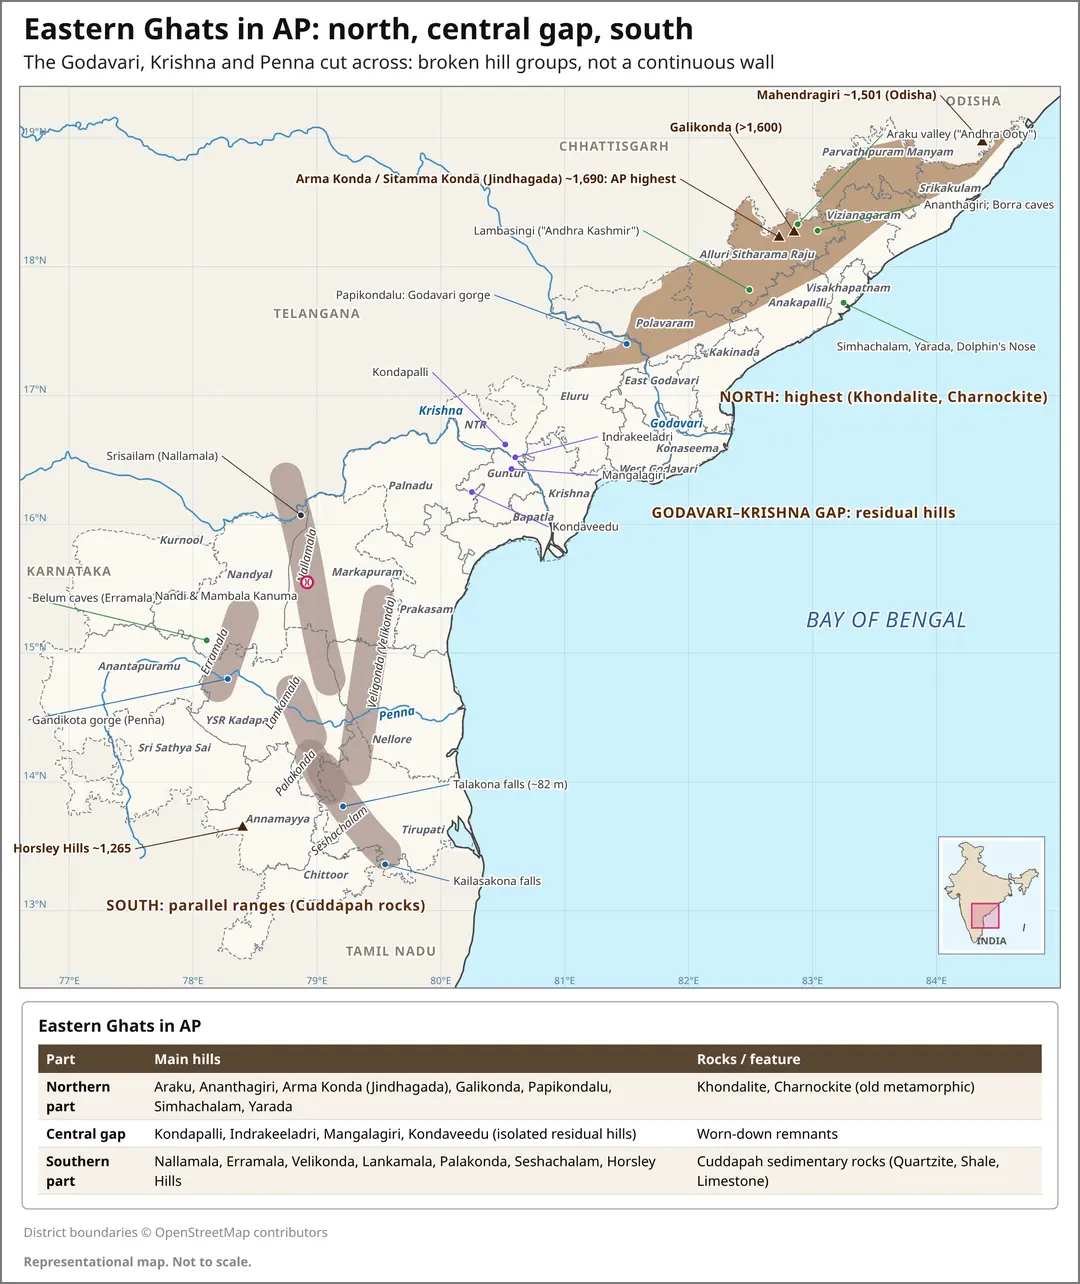 Eastern Ghats in AP: north, central gap, south
The Godavari, Krishna and Penna cut across: broken hill groups, not a continuous wall
Mahendragiri ~1,501 (Odisha)
ODISHA
19°N
Galikonda (>1,600)
Araku valley ("Andhra Ooty")
CHHATTISGARH
Parvathipuram Manyam
Arma Konda / Sitamma Konda (Jindhagada) ~1,690: AP highest
Srikakulam
Ananthagiri; Borra caves
Vizianagaram
Lambasingi ("Andhra Kashmir")
Alluri Sitharama Raju
18°N
Visakhapatnam
Papikondalu: Godavari gorge
Anakapalli
TELANGANA
Polavaram
Simhachalam, Yarada, Dolphin's Nose
Kakinada
Kondapalli
East Godavari
17°N
Eluru
NORTH: highest (Khondalite, Charnockite)
Krishna
NTR
Godavari
Indrakeeladri
Konaseema
Srisailam (Nallamala)
West Godavari
Guntur
Mangalagiri
Palnadu
Krishna
GODAVARI–KRISHNA GAP: residual hills
16°N
Bapatla
Kondaveedu
Kurnool
Nallamala
KARNATAKA
Nandyal
Markapuram
Belum caves (Erramala
Nandi & Mambala Kanuma
Prakasam
BAY OF BENGAL
15°N
Erramala
Veligonda (Velikonda)
Anantapuramu
Lankamala
Gandikota gorge (Penna)
YSR Kadapa
Penna
Sri Sathya Sai
Nellore
14°N
Palakonda
Talakona falls (~82 m)
Annamayya
Seshachalam
Tirupati
Horsley Hills ~1,265
Chittoor
Kailasakona falls
SOUTH: parallel ranges (Cuddapah rocks)
13°N
INDIA
TAMIL NADU
77°E 78°E 79°E 80°E 81°E 82°E 83°E 84°E
Eastern Ghats in AP
Part Main hills Rocks / feature
Northern part Araku, Ananthagiri, Arma Konda (Jindhagada), Galikonda, Papikondalu, Simhachalam, Yarada Khondalite, Charnockite (old metamorphic)
Central gap Kondapalli, Indrakeeladri, Mangalagiri, Kondaveedu (isolated residual hills) Worn-down remnants
Southern part Nallamala, Erramala, Velikonda, Lankamala, Palakonda, Seshachalam, Horsley Hills Cuddapah sedimentary rocks (Quartzite, Shale, Limestone)
District boundaries © OpenStreetMap contributors
Representational map. Not to scale.